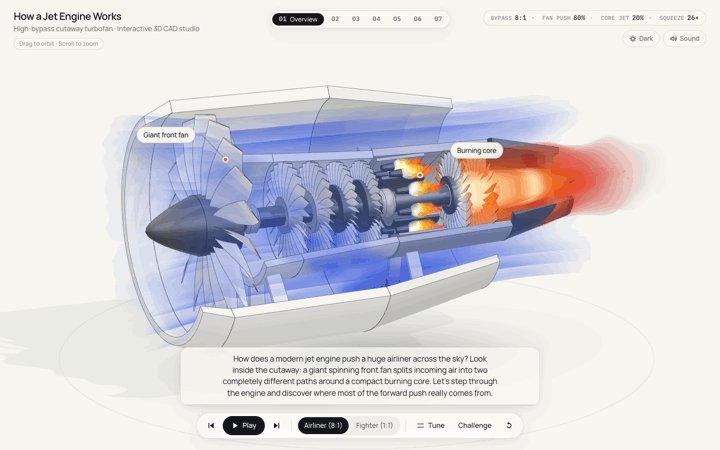 How a Jet Engine Works
High-bypass cutaway turbofan · Interactive 3D CAD studio
Drag to orbit · Scroll to zoom
01 Overview 02 03 04 05 06 07
BYPASS 8:1 · FAN PUSH 80% · CORE JET 20% · SQUEEZE 26×
Dark Sound
Giant front fan
Burning core
How does a modern jet engine push a huge airliner across the sky? Look
inside the cutaway: a giant spinning front fan splits incoming air into two
completely different paths around a compact burning core. Let's step through
the engine and discover where most of the forward push really comes from.
Play Airliner (8:1) Fighter (1:1) Tune Challenge